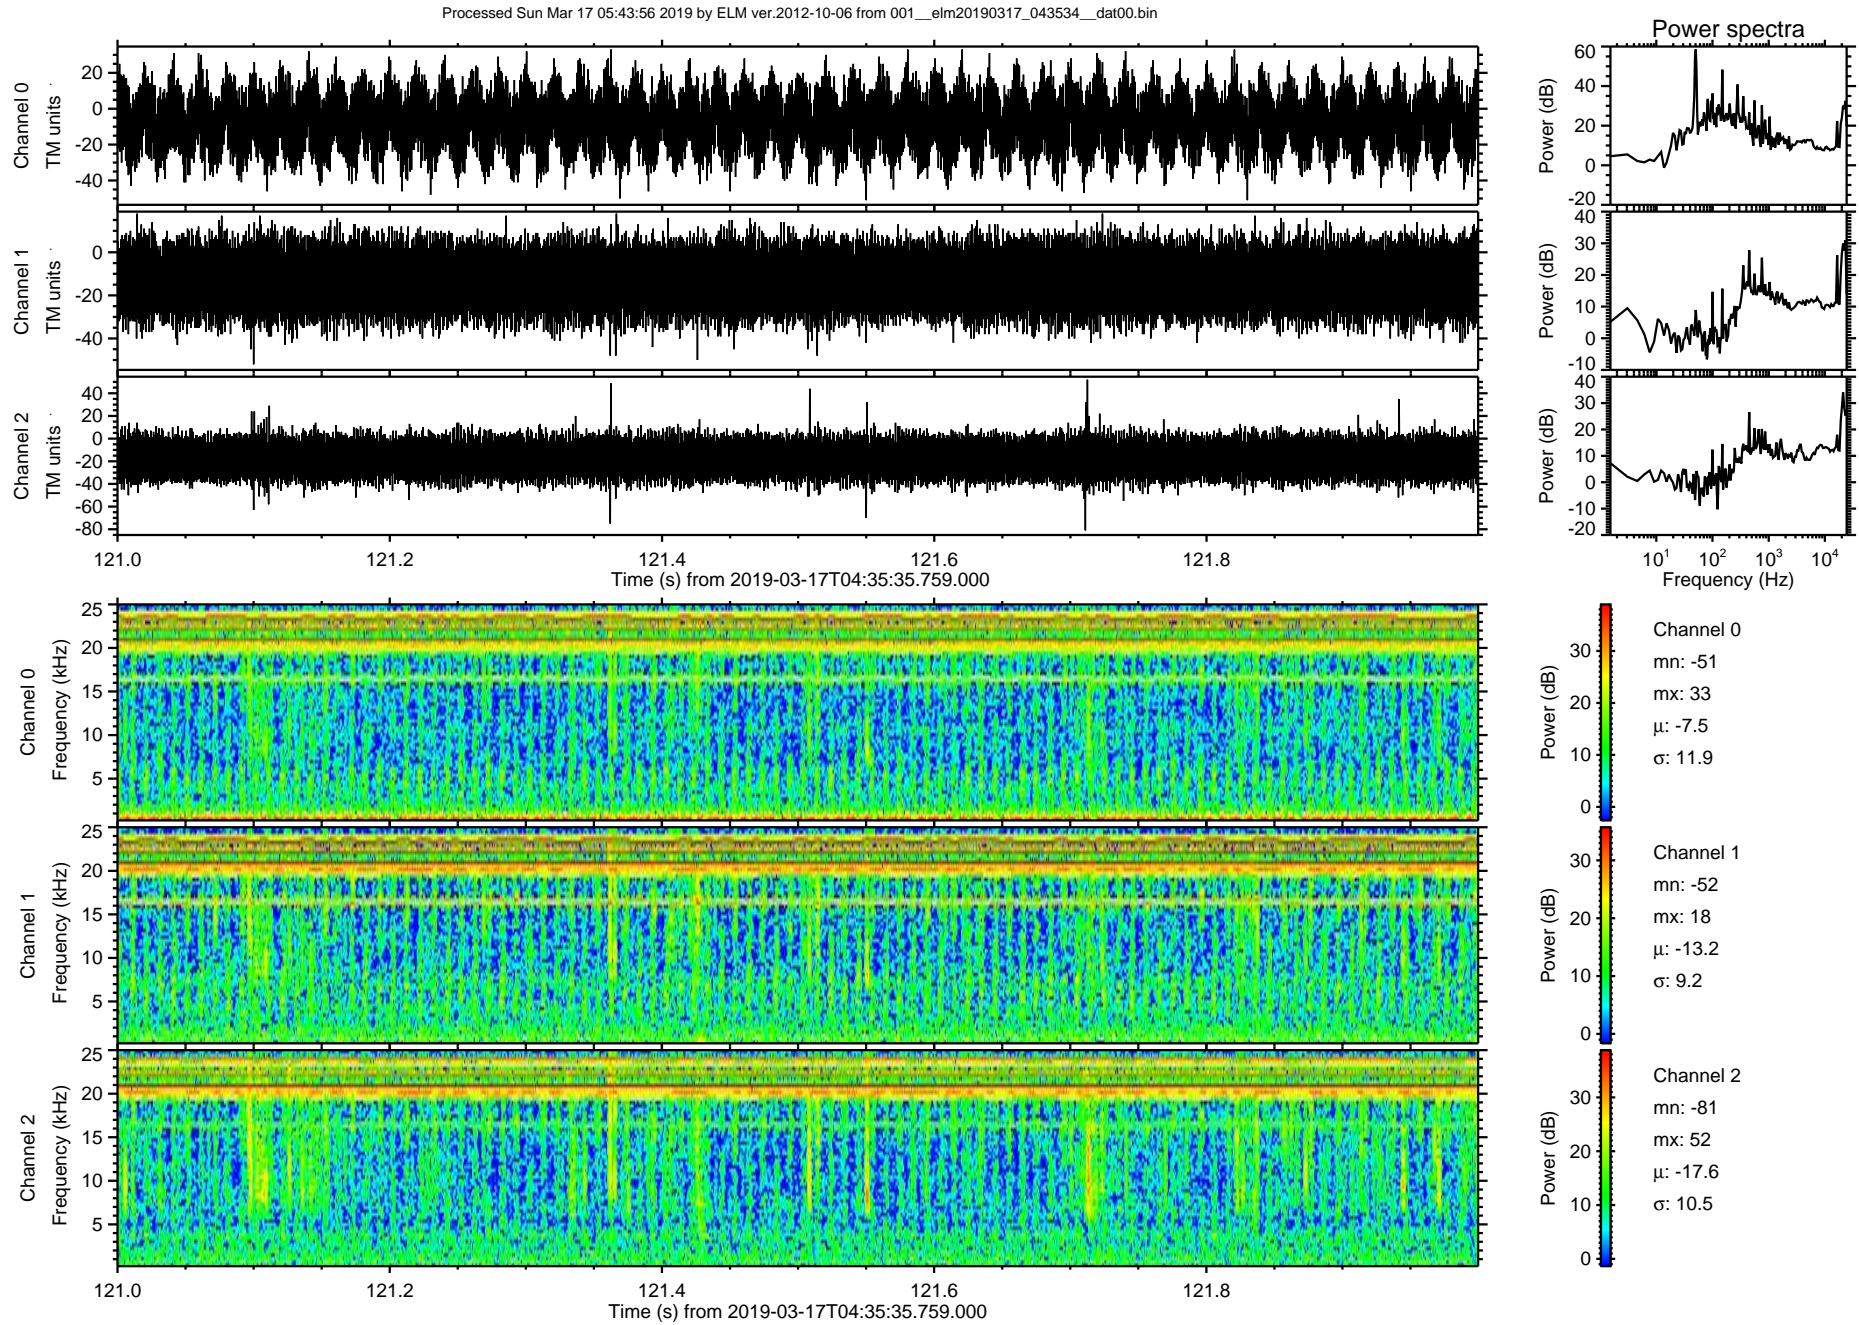 Processed Sun Mar 17 05:43:56 2019 by ELM ver.2012-10-06 from 001__elm20190317_043534__dat00.bin
Power spectra
Channel 0
TM units
20
0
-20
-40
Power (dB)
60
40
20
0
-20
Channel 1
TM units
0
-20
-40
Power (dB)
40
30
20
10
0
-10
Channel 2
TM units
40
20
0
-20
-40
-60
-80
Power (dB)
40
30
20
10
0
-10
-20
121.0 121.2 121.4 121.6 121.8
Time (s) from 2019-03-17T04:35:35.759.000
10¹ 10² 10³ 10⁴
Frequency (Hz)
Channel 0
Frequency (kHz)
25
20
15
10
5
Power (dB)
30
20
10
0
Channel 0
mn: -51
mx: 33
μ: -7.5
σ: 11.9
Channel 1
Frequency (kHz)
25
20
15
10
5
Power (dB)
30
20
10
0
Channel 1
mn: -52
mx: 18
μ: -13.2
σ: 9.2
Channel 2
Frequency (kHz)
25
20
15
10
5
Power (dB)
30
20
10
0
Channel 2
mn: -81
mx: 52
μ: -17.6
σ: 10.5
121.0 121.2 121.4 121.6 121.8
Time (s) from 2019-03-17T04:35:35.759.000